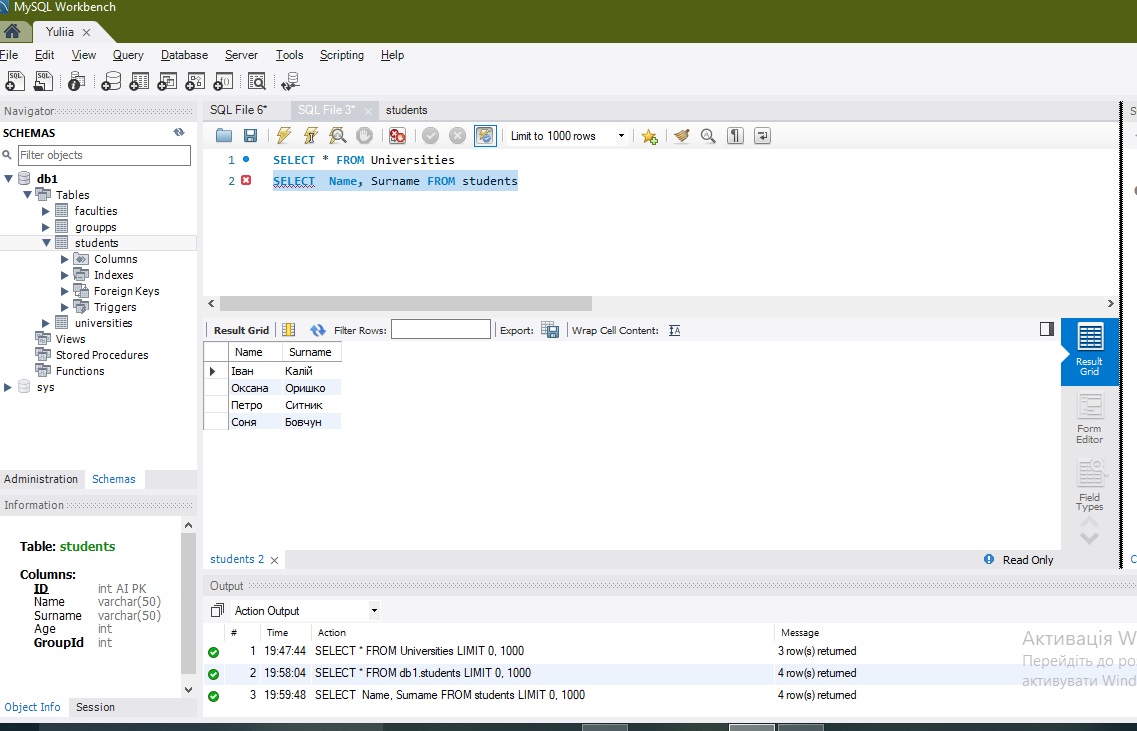 MySQL Workbench
Yuliia
File Edit View Query Database Server Tools Scripting Help
Navigator
SCHEMAS
Filter objects
db1
Tables
faculties
groupps
students
Columns
Indexes
Foreign Keys
Triggers
universities
Views
Stored Procedures
Functions
sys
Administration Schemas
Information
Table: students
Columns:
ID int AI PK
Name varchar(50)
Surname varchar(50)
Age int
GroupId int
Object Info Session
SQL File 6* SQL File 3* students
Limit to 1000 rows
1 SELECT * FROM Universities
2 SELECT Name, Surname FROM students
Result Grid Filter Rows: Export: Wrap Cell Content:
Name Surname
Іван Калій
Оксана Оришко
Петро Ситник
Соня Бовчун
Result
Grid
Form
Editor
Field
Types
students 2 Read Only
Output
Action Output
# Time Action Message
1 19:47:44 SELECT * FROM Universities LIMIT 0, 1000 3 row(s) returned
2 19:58:04 SELECT * FROM db1.students LIMIT 0, 1000 4 row(s) returned
3 19:59:48 SELECT Name, Surname FROM students LIMIT 0, 1000 4 row(s) returned
Активація W
Перейдіть до ро
активувати Wind